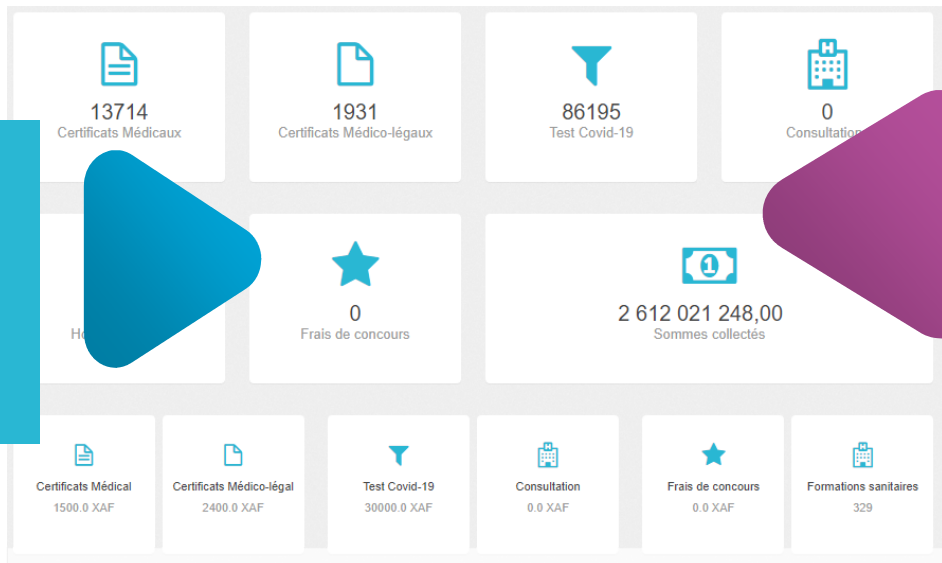 13714
Certificats Médicaux
1931
Certificats Médico-légaux
86195
Test Covid-19
0
0
Frais de concours
2 612 021 248,00
Sommes collectés
Certificats Médical
1500.0 XAF
Certificats Médico-légal
2400.0 XAF
Test Covid-19
30000.0 XAF
Consultation
0.0 XAF
Frais de concours
0.0 XAF
Formations sanitaires
329